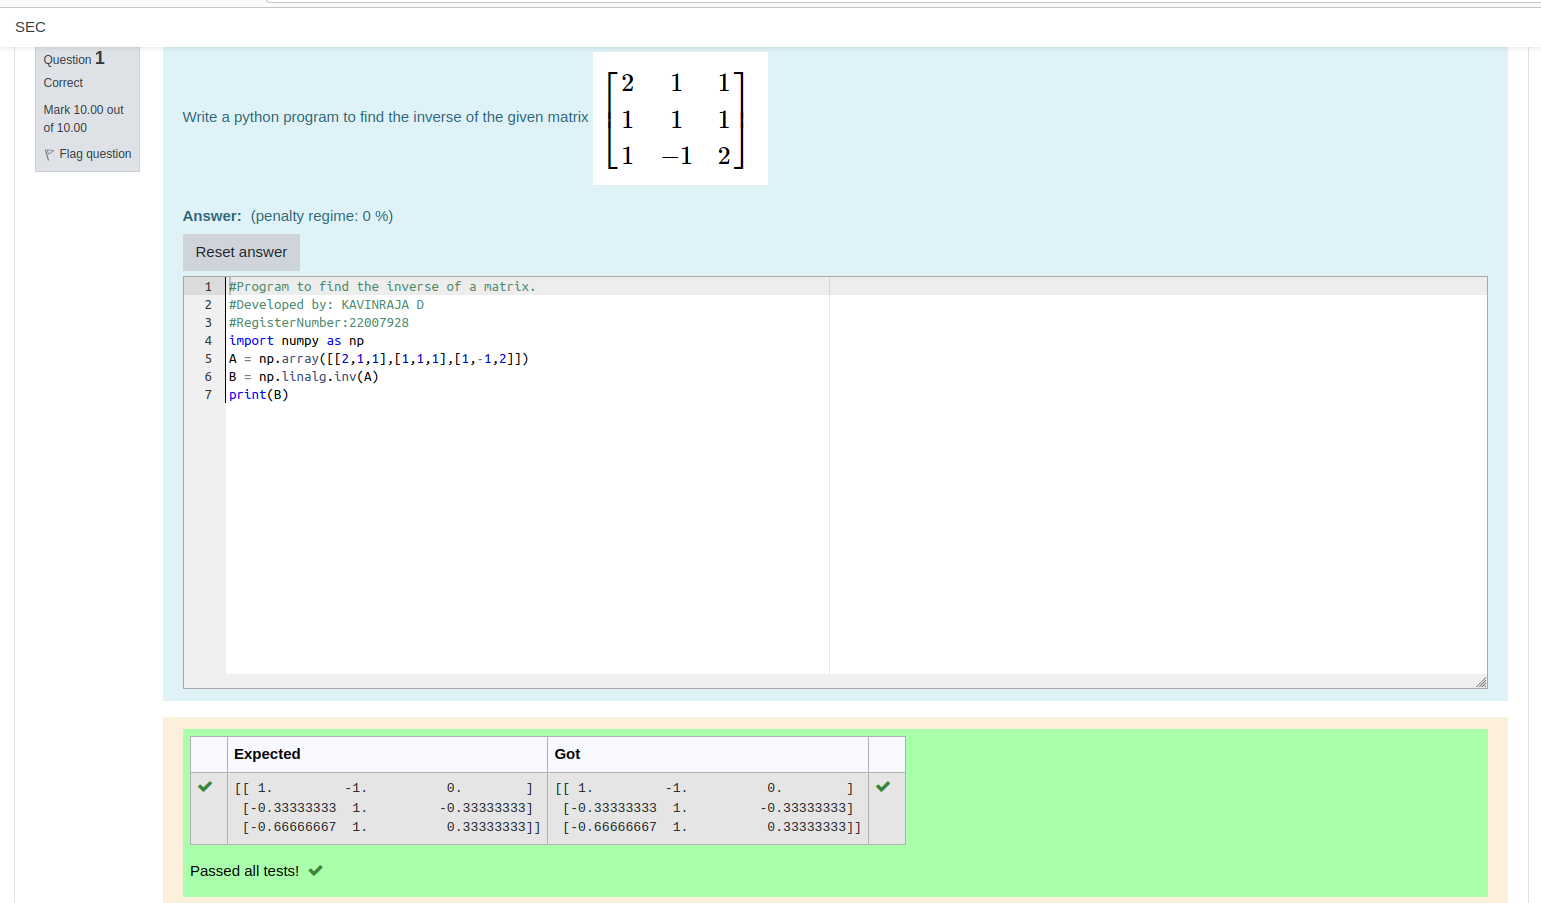 SEC
Question 1
Correct
Mark 10.00 out
of 10.00
Flag question
Write a python program to find the inverse of the given matrix
2 1 1
1 1 1
1 −1 2
Answer: (penalty regime: 0 %)
Reset answer
1 #Program to find the inverse of a matrix.
2 #Developed by: KAVINRAJA D
3 #RegisterNumber:22007928
4 import numpy as np
5 A = np.array([[2,1,1],[1,1,1],[1,-1,2]])
6 B = np.linalg.inv(A)
7 print(B)
Expected Got
[[ 1. -1. 0. ] [[ 1. -1. 0. ]
[-0.33333333 1. -0.33333333] [-0.33333333 1. -0.33333333]
[-0.66666667 1. 0.33333333]] [-0.66666667 1. 0.33333333]]
Passed all tests!